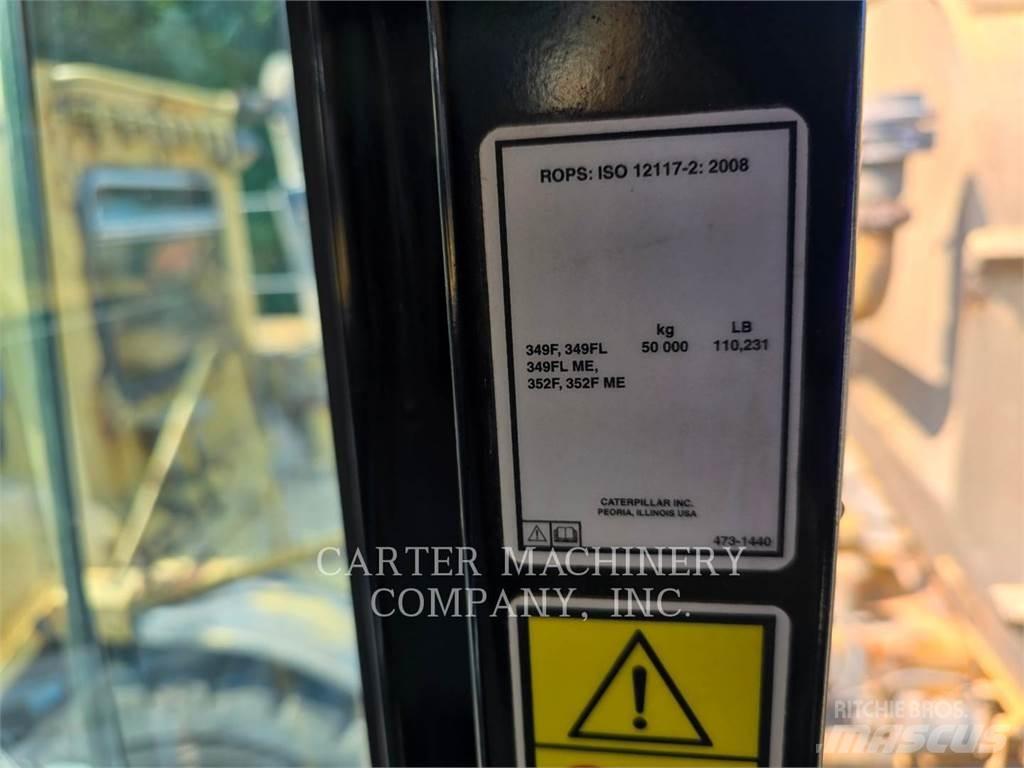 ROPS: ISO 12117-2: 2008
kg LB
349F, 349FL 50 000 110,231
349FL ME,
352F, 352F ME
CATERPILLAR INC.
PEORIA, ILLINOIS USA
473-1440
CARTER MACHINERY
COMPANY, INC.
RITCHIE BROS.
MASCUS